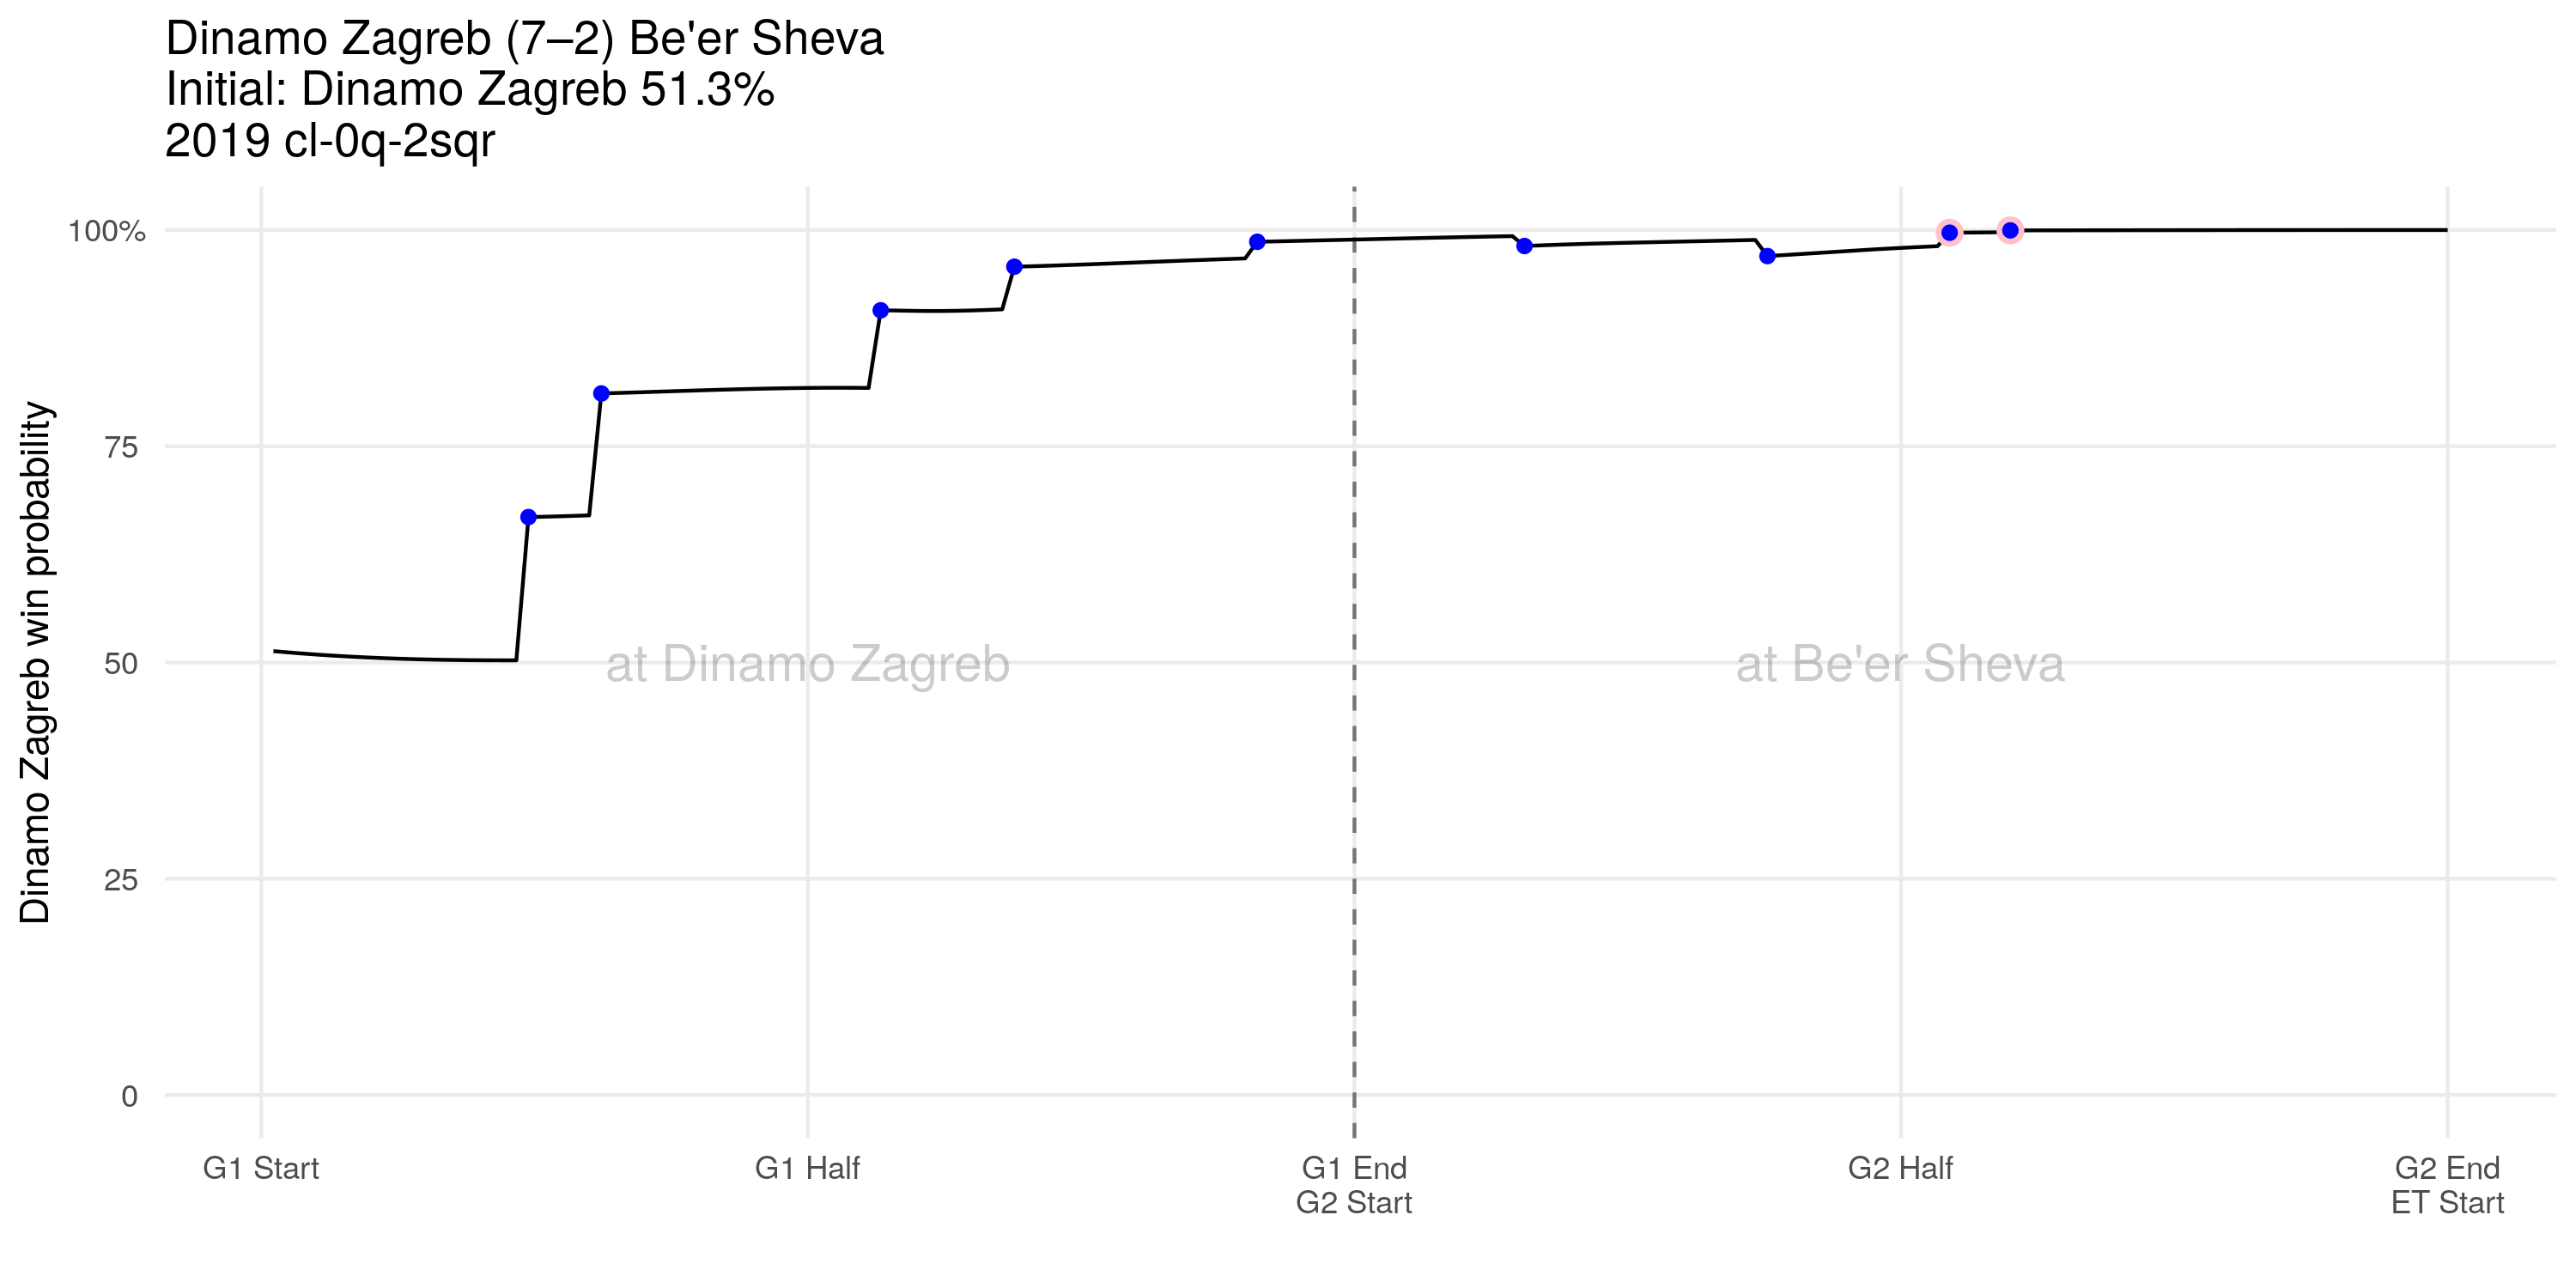 Dinamo Zagreb (7–2) Be'er Sheva
Initial: Dinamo Zagreb 51.3%
2019 cl-0q-2sqr
Dinamo Zagreb win probability
100%
75
50
25
0
at Dinamo Zagreb
at Be'er Sheva
G1 Start
G1 Half
G1 End
G2 Start
G2 Half
G2 End
ET Start